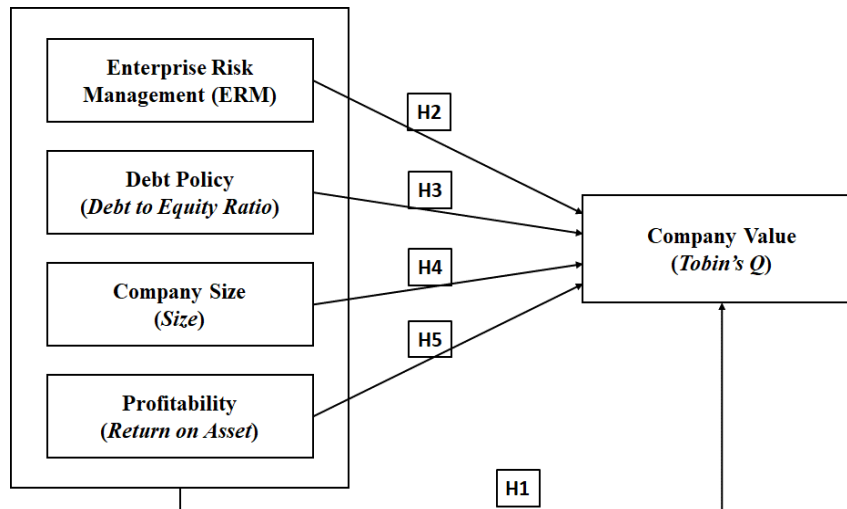 Enterprise Risk
Management (ERM)
H2
Debt Policy
(Debt to Equity Ratio)
H3
Company Value
(Tobin's Q)
Company Size
(Size)
H4
Profitability
(Return on Asset)
H5
H1